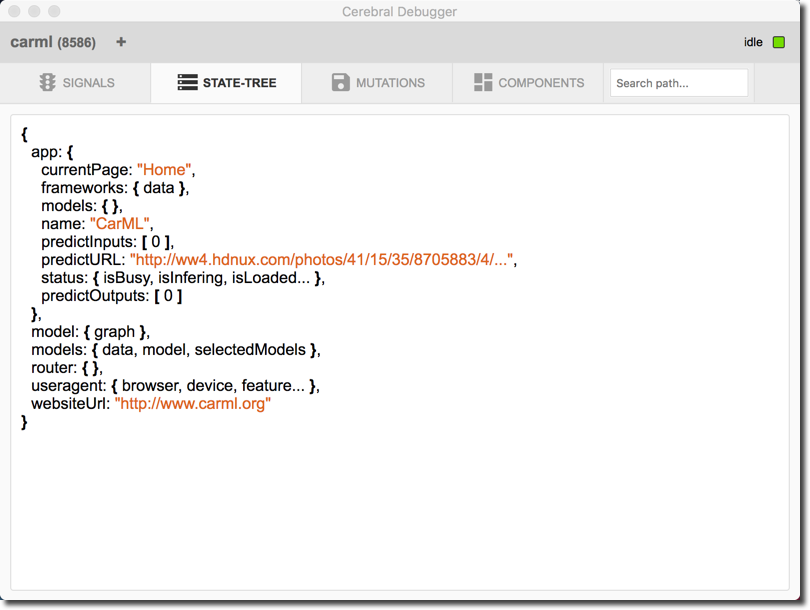 Cerebral Debugger
carml (8586) + idle
SIGNALS STATE-TREE MUTATIONS COMPONENTS Search path...
{
app: {
currentPage: "Home",
frameworks: { data },
models: { },
name: "CarML",
predictInputs: [ 0 ],
predictURL: "http://ww4.hdnux.com/photos/41/15/35/8705883/4/...",
status: { isBusy, isInfering, isLoaded... },
predictOutputs: [ 0 ]
},
model: { graph },
models: { data, model, selectedModels },
router: { },
useragent: { browser, device, feature... },
websiteUrl: "http://www.carml.org"
}